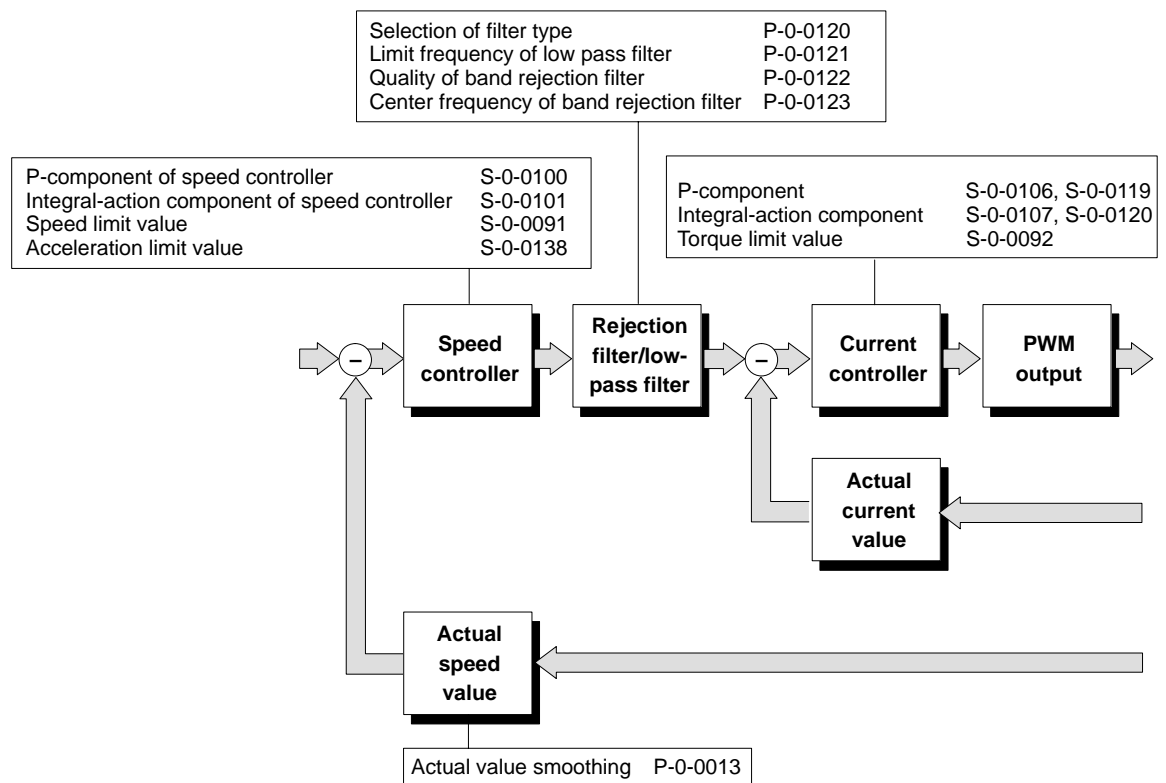 Selection of filter type P-0-0120
Limit frequency of low pass filter P-0-0121
Quality of band rejection filter P-0-0122
Center frequency of band rejection filter P-0-0123
P-component of speed controller S-0-0100
Integral-action component of speed controller S-0-0101
Speed limit value S-0-0091
Acceleration limit value S-0-0138
P-component S-0-0106, S-0-0119
Integral-action component S-0-0107, S-0-0120
Torque limit value S-0-0092
–
Speed
controller
Rejection
filter/low-
pass filter
–
Current
controller
PWM
output
Actual
current
value
Actual
speed
value
Actual value smoothing P-0-0013